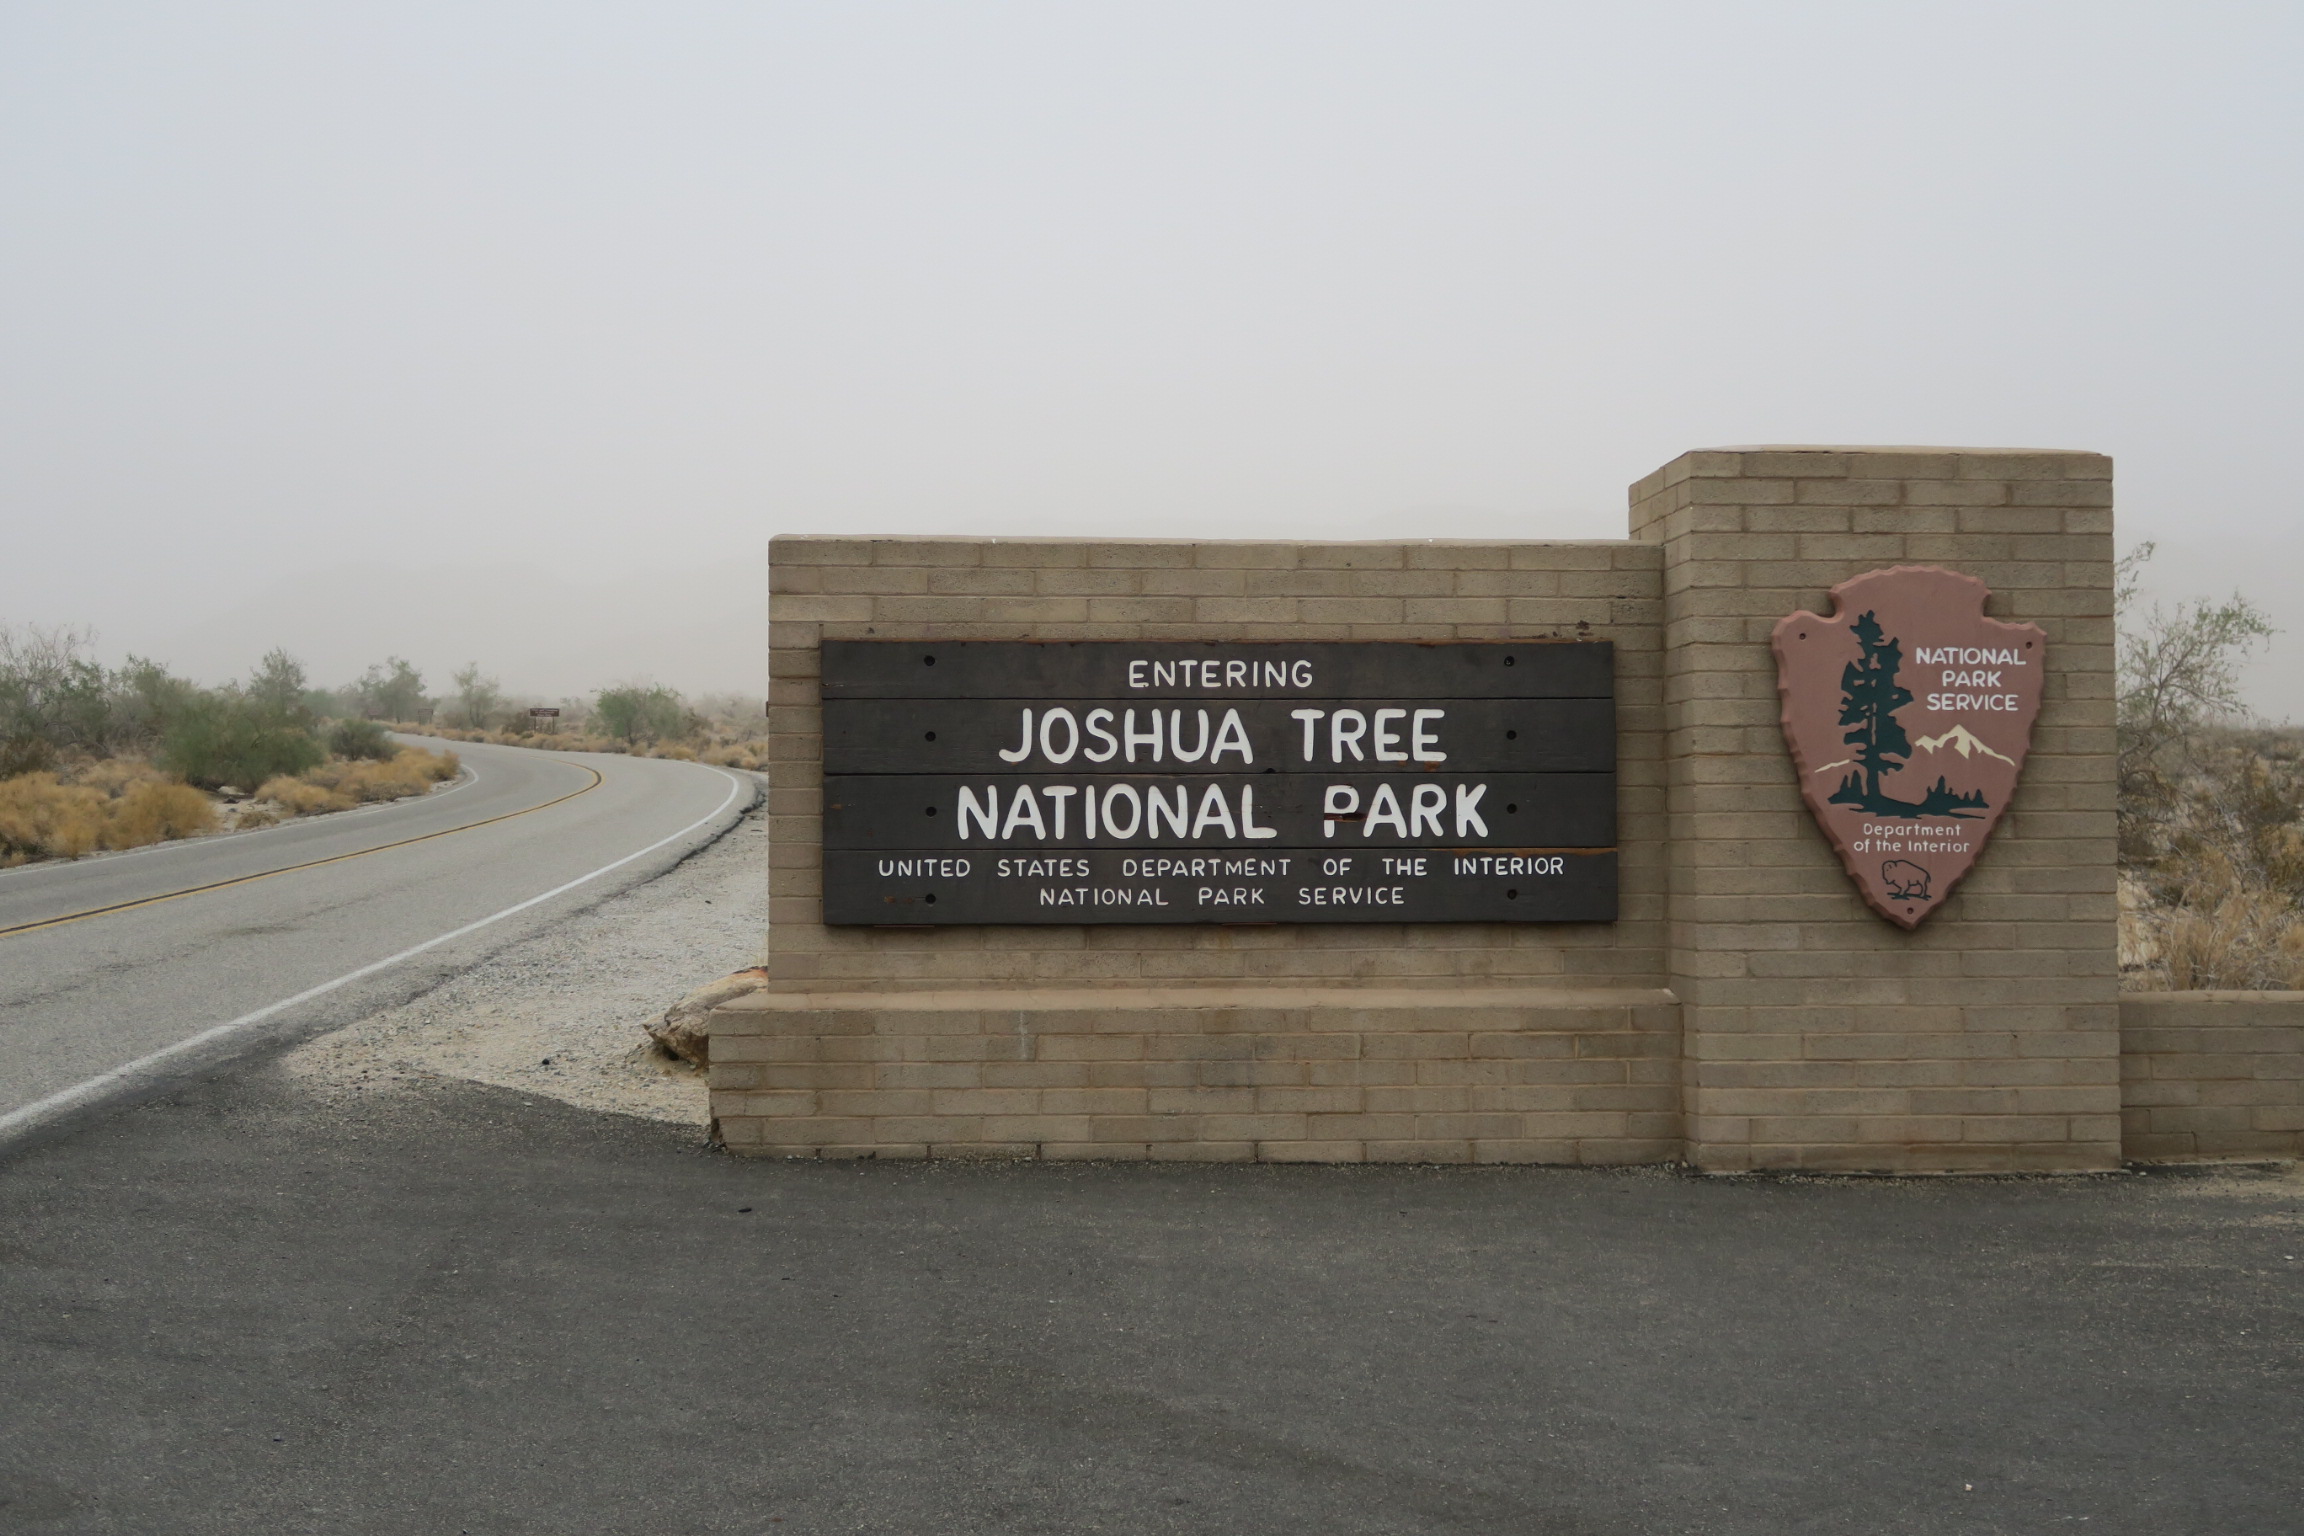 ENTERING
JOSHUA TREE
NATIONAL PARK
UNITED STATES DEPARTMENT OF THE INTERIOR
NATIONAL PARK SERVICE
NATIONAL
PARK
SERVICE
Department
of the Interior